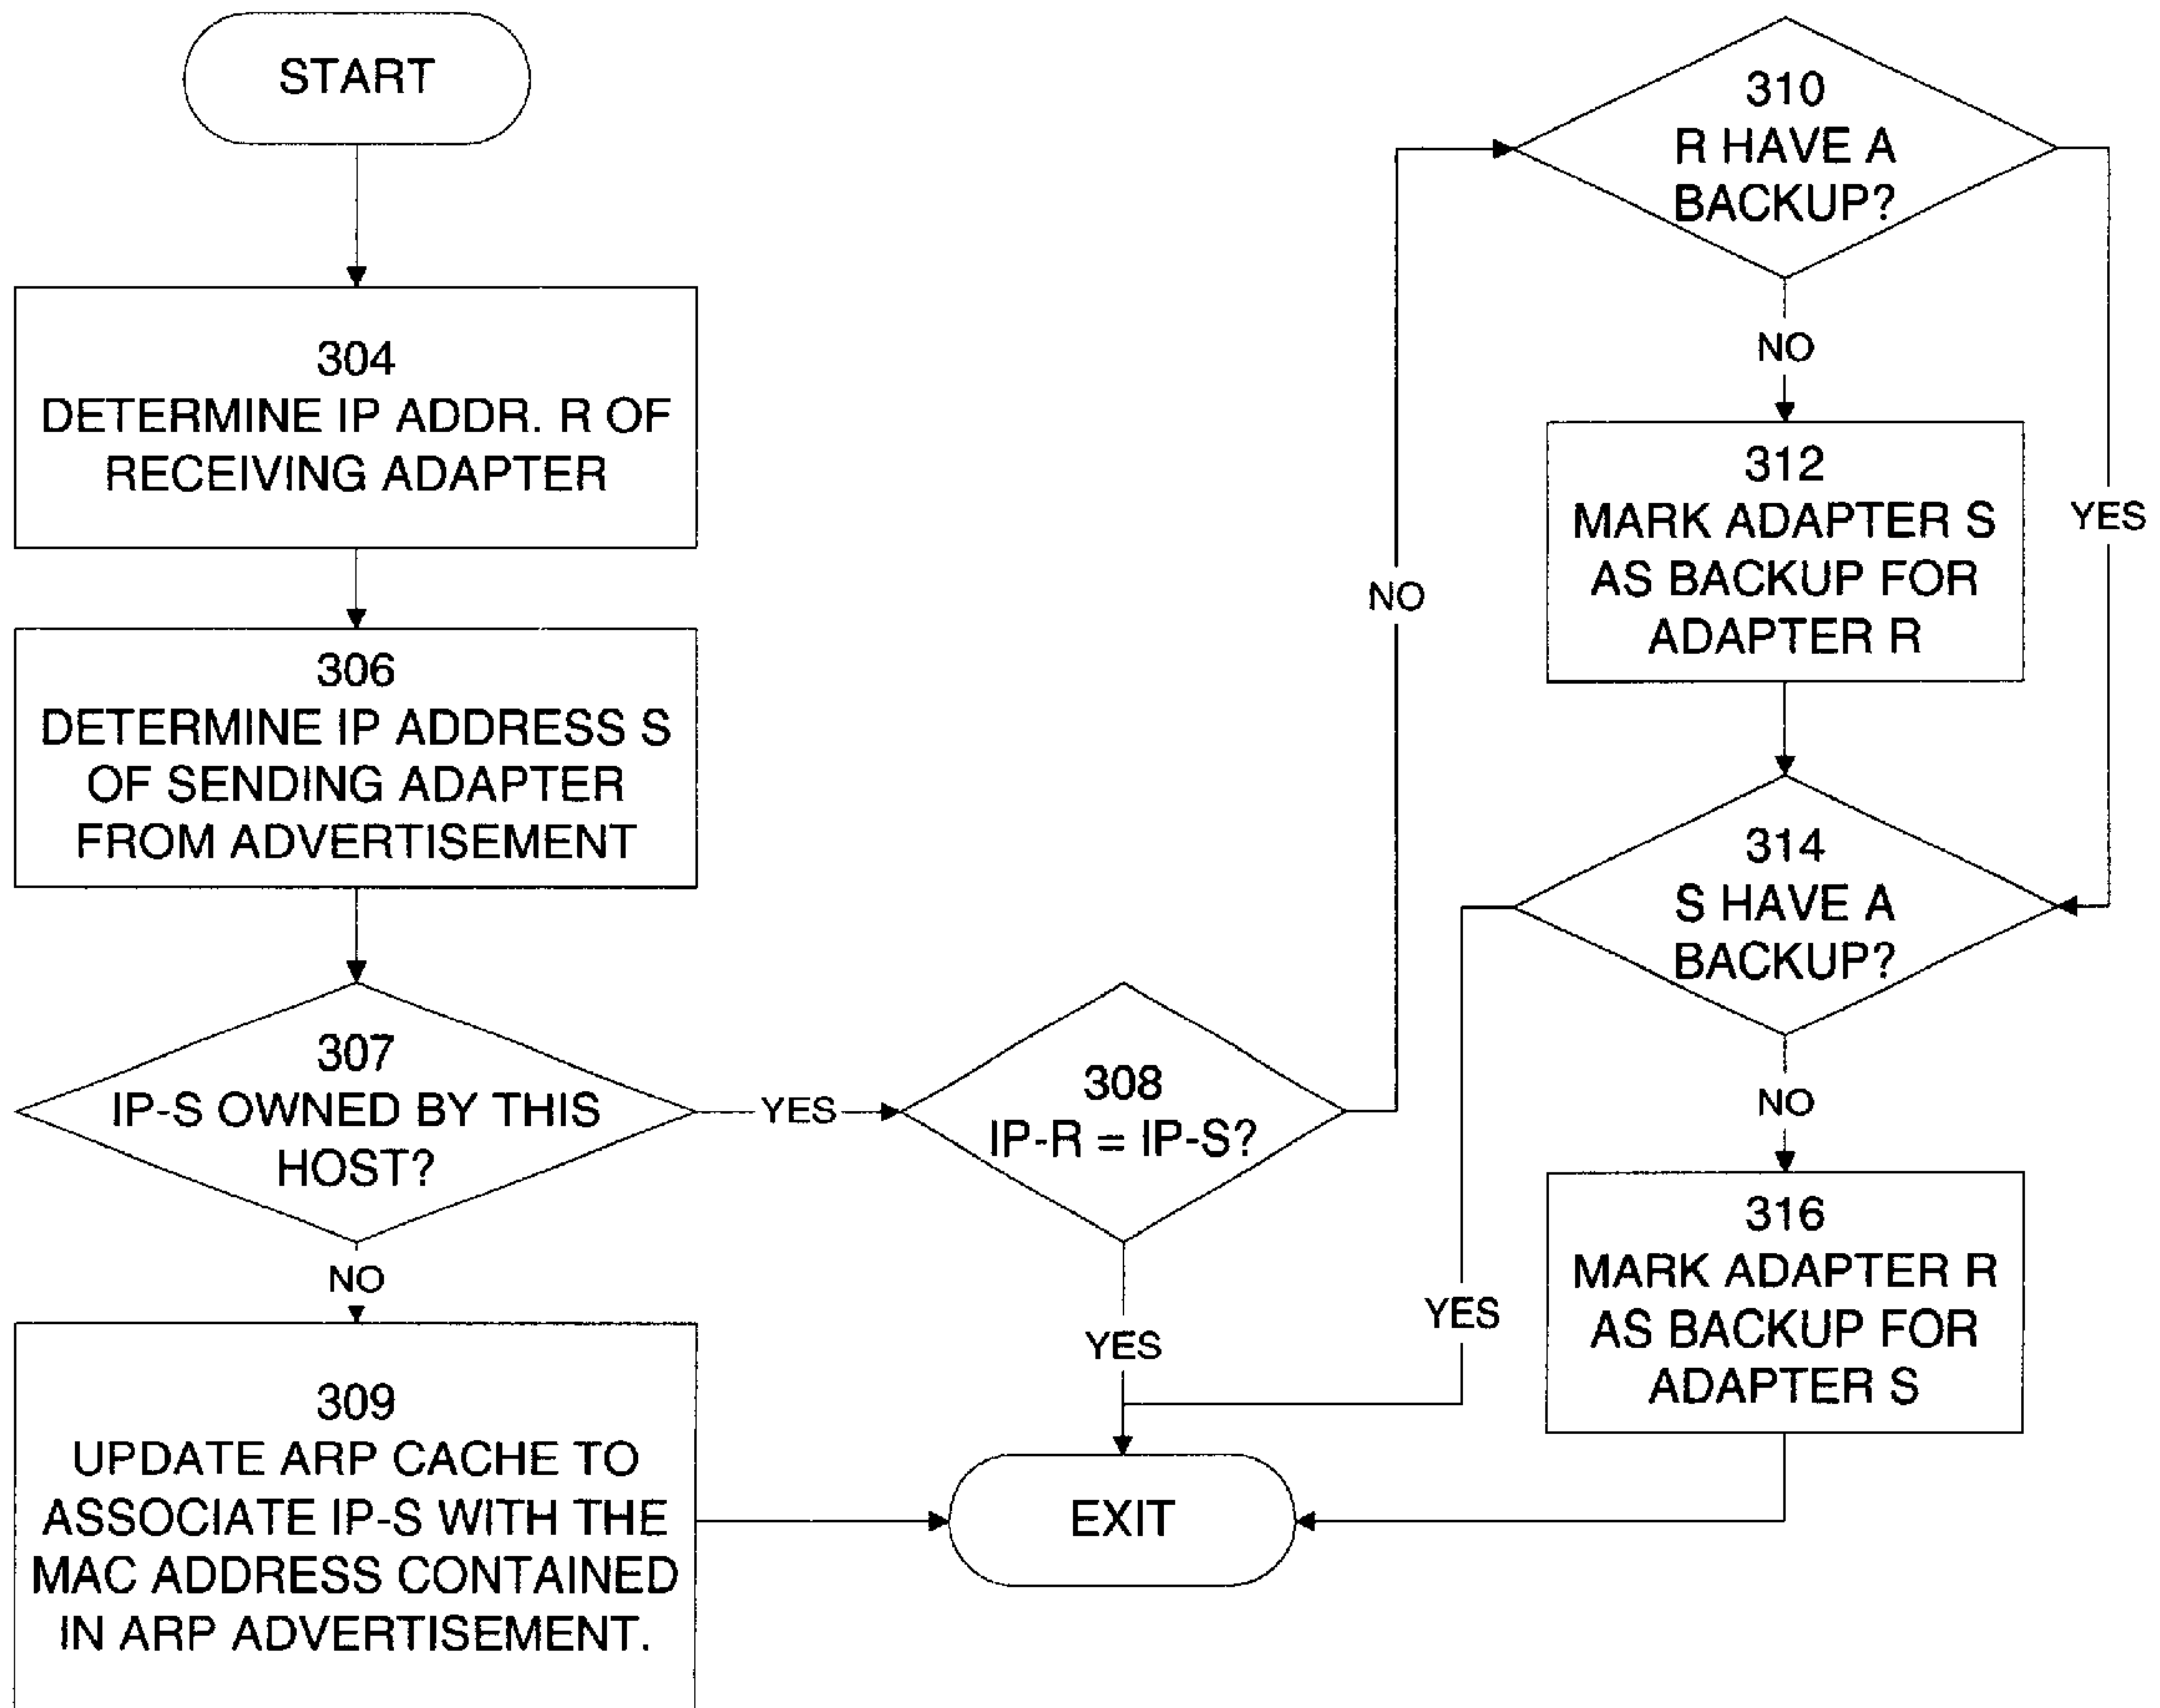 START
304
DETERMINE IP ADDR. R OF
RECEIVING ADAPTER
306
DETERMINE IP ADDRESS S
OF SENDING ADAPTER
FROM ADVERTISEMENT
307
IP-S OWNED BY THIS
HOST?
YES
NO
308
IP-R = IP-S?
NO
YES
309
UPDATE ARP CACHE TO
ASSOCIATE IP-S WITH THE
MAC ADDRESS CONTAINED
IN ARP ADVERTISEMENT.
310
R HAVE A
BACKUP?
NO
YES
312
MARK ADAPTER S
AS BACKUP FOR
ADAPTER R
314
S HAVE A
BACKUP?
YES
NO
316
MARK ADAPTER R
AS BACKUP FOR
ADAPTER S
EXIT